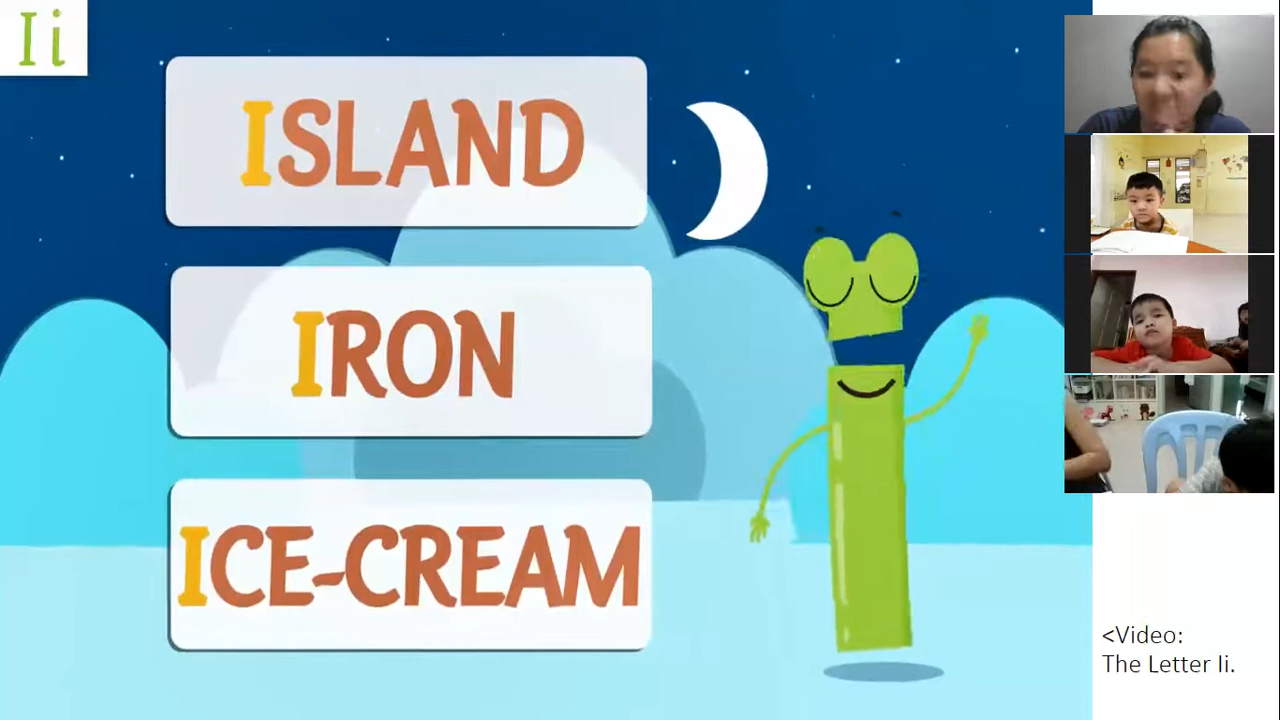 Ii
ISLAND
IRON
ICE-CREAM
<Video:
The Letter Ii.